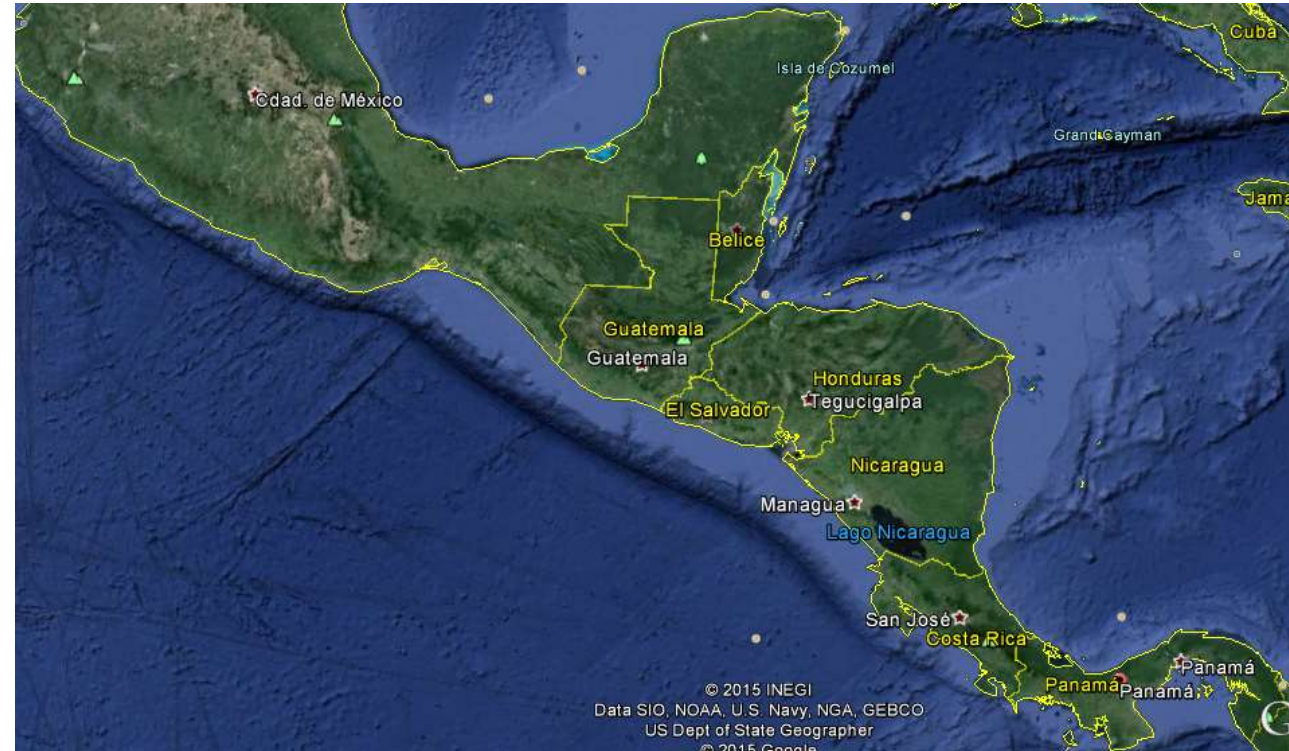 Cuba
Isla de Cozumel
Cdad. de México
Grand Cayman
Jama
Belice
Guatemala
Guatemala
Honduras
Tegucigalpa
El Salvador
Nicaragua
Managua
Lago Nicaragua
San José
Costa Rica
Panamá
Panamá
Panamá
© 2015 INEGI
Data SIO, NOAA, U.S. Navy, NGA, GEBCO
US Dept of State Geographer
© 2015 Google
G